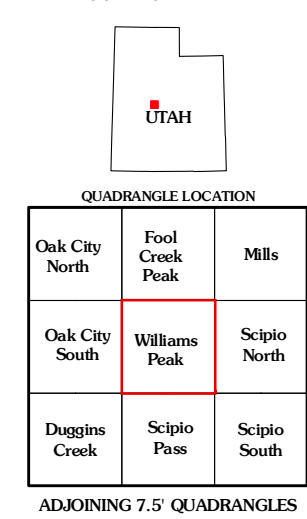 UTAH
QUADRANGLE LOCATION
Oak City
North
Fool
Creek
Peak
Mills
Oak City
South
Williams
Peak
Scipio
North
Duggins
Creek
Scipio
Pass
Scipio
South
ADJOINING 7.5' QUADRANGLES